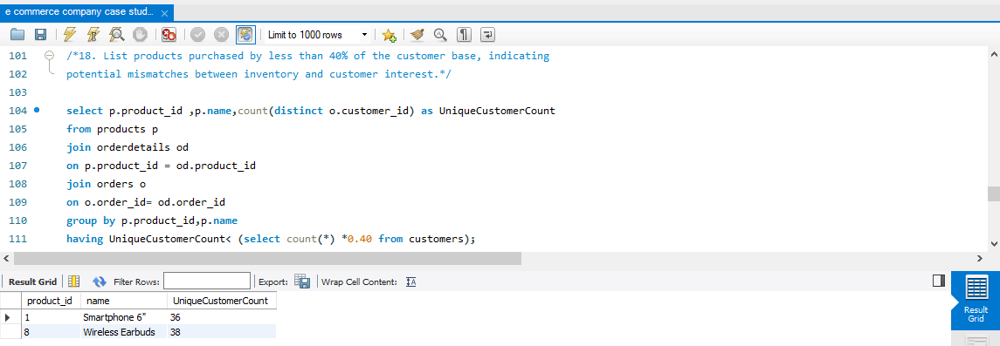 e commerce company case stud...
Limit to 1000 rows
101 /*18. List products purchased by less than 40% of the customer base, indicating
102 potential mismatches between inventory and customer interest.*/
103
104 select p.product_id ,p.name,count(distinct o.customer_id) as UniqueCustomerCount
105 from products p
106 join orderdetails od
107 on p.product_id = od.product_id
108 join orders o
109 on o.order_id= od.order_id
110 group by p.product_id,p.name
111 having UniqueCustomerCount< (select count(*) *0.40 from customers);
Result Grid Filter Rows: Export: Wrap Cell Content:
product_id name UniqueCustomerCount
1 Smartphone 6" 36
8 Wireless Earbuds 38
Result
Grid